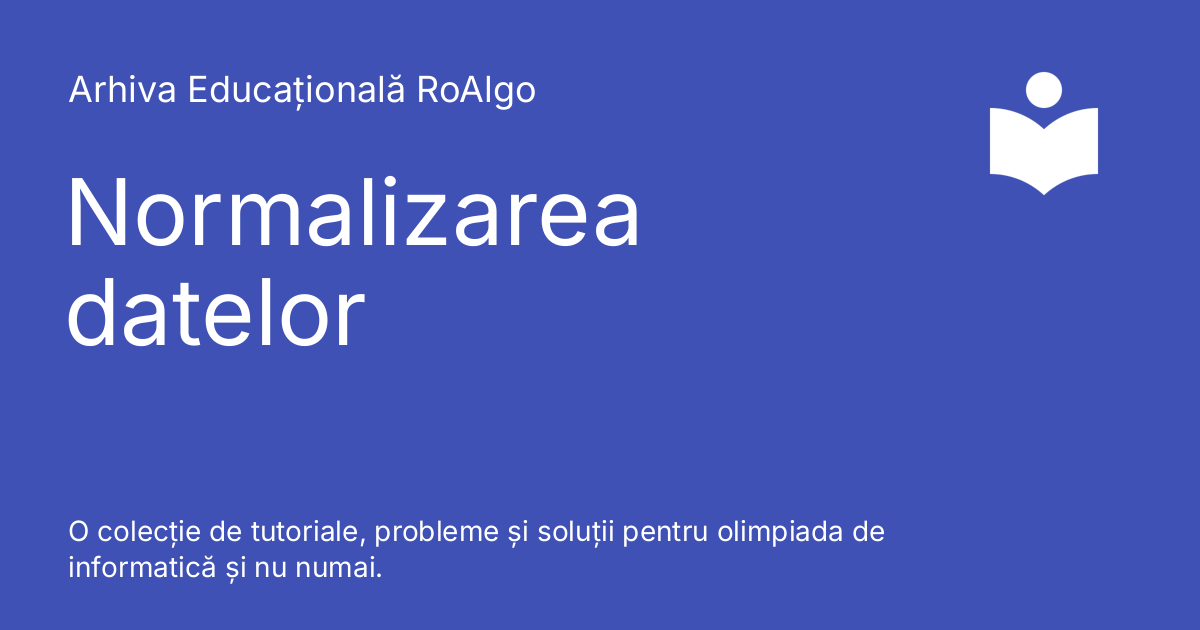 Arhiva Educațională RoAlgo
Normalizarea
datelor
O colecție de tutoriale, probleme și soluții pentru olimpiada de
informatică și nu numai.